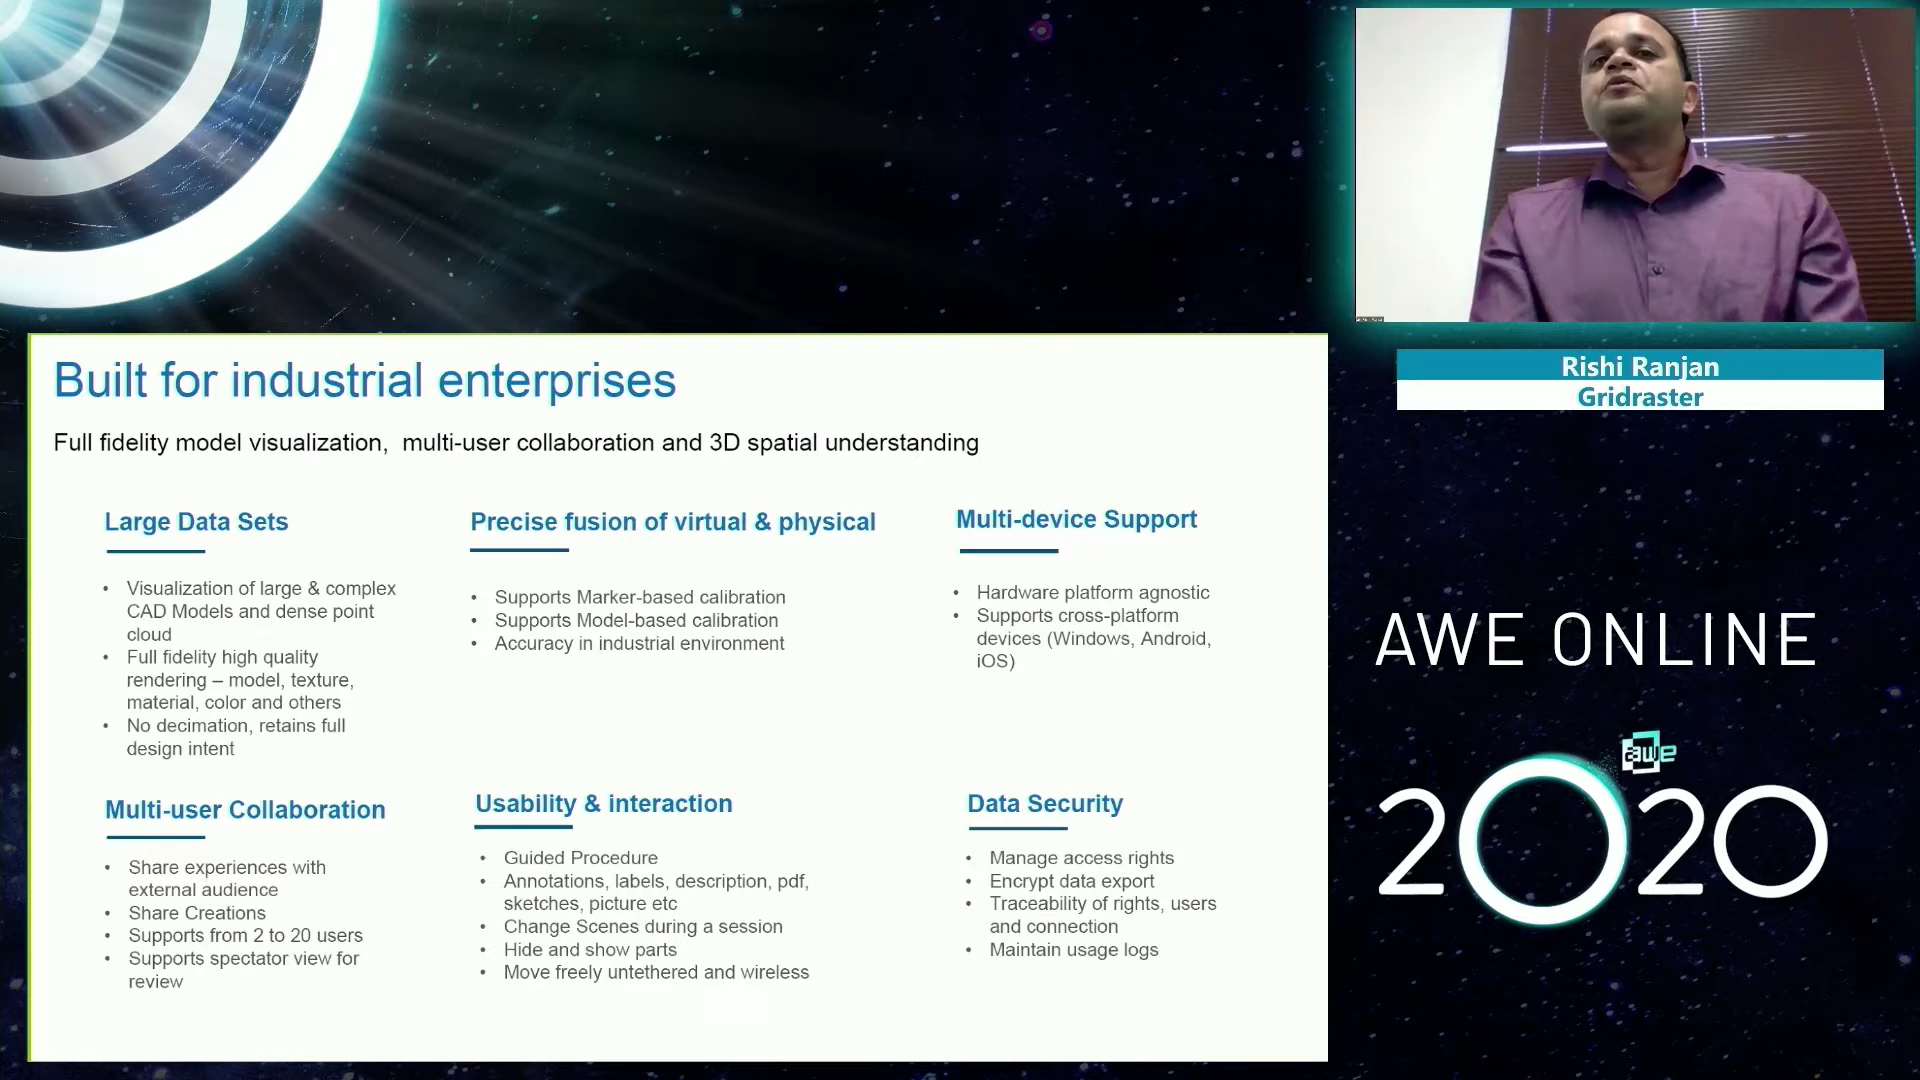 Built for industrial enterprises
Full fidelity model visualization, multi-user collaboration and 3D spatial understanding
Large Data Sets
• Visualization of large & complex
CAD Models and dense point
cloud
• Full fidelity high quality
rendering – model, texture,
material, color and others
• No decimation, retains full
design intent
Precise fusion of virtual & physical
• Supports Marker-based calibration
• Supports Model-based calibration
• Accuracy in industrial environment
Multi-device Support
• Hardware platform agnostic
• Supports cross-platform
devices (Windows, Android,
iOS)
Multi-user Collaboration
• Share experiences with
external audience
• Share Creations
• Supports from 2 to 20 users
• Supports spectator view for
review
Usability & interaction
• Guided Procedure
• Annotations, labels, description, pdf,
sketches, picture etc
• Change Scenes during a session
• Hide and show parts
• Move freely untethered and wireless
Data Security
• Manage access rights
• Encrypt data export
• Traceability of rights, users
and connection
• Maintain usage logs
Rishi Ranjan
Gridraster
AWE ONLINE
awe
2020